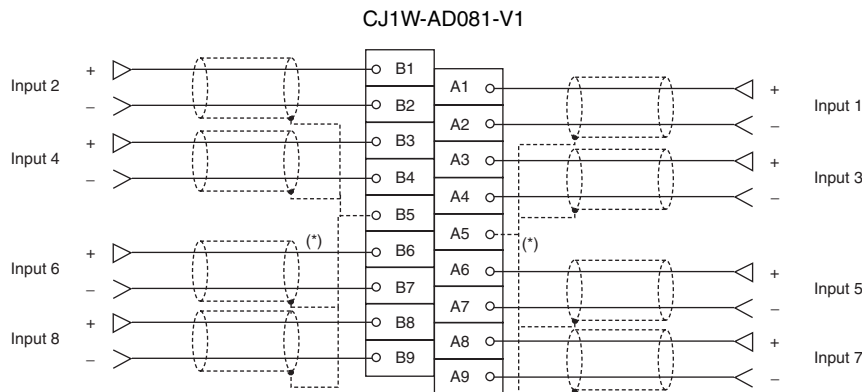 CJ1W-AD081-V1
Input 2
+
B1
−
B2
Input 4
+
B3
−
B4
B5
(*)
Input 6
+
B6
−
B7
Input 8
+
B8
−
B9
A1
+
Input 1
A2
−
A3
+
Input 3
A4
−
A5
(*)
A6
+
Input 5
A7
−
A8
+
Input 7
A9
−